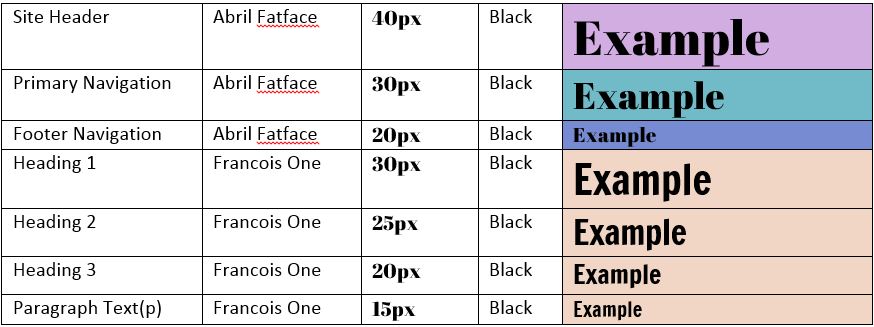 Site Header Abril Fatface 40px Black Example
Primary Navigation Abril Fatface 30px Black Example
Footer Navigation Abril Fatface 20px Black Example
Heading 1 Francois One 30px Black Example
Heading 2 Francois One 25px Black Example
Heading 3 Francois One 20px Black Example
Paragraph Text(p) Francois One 15px Black Example